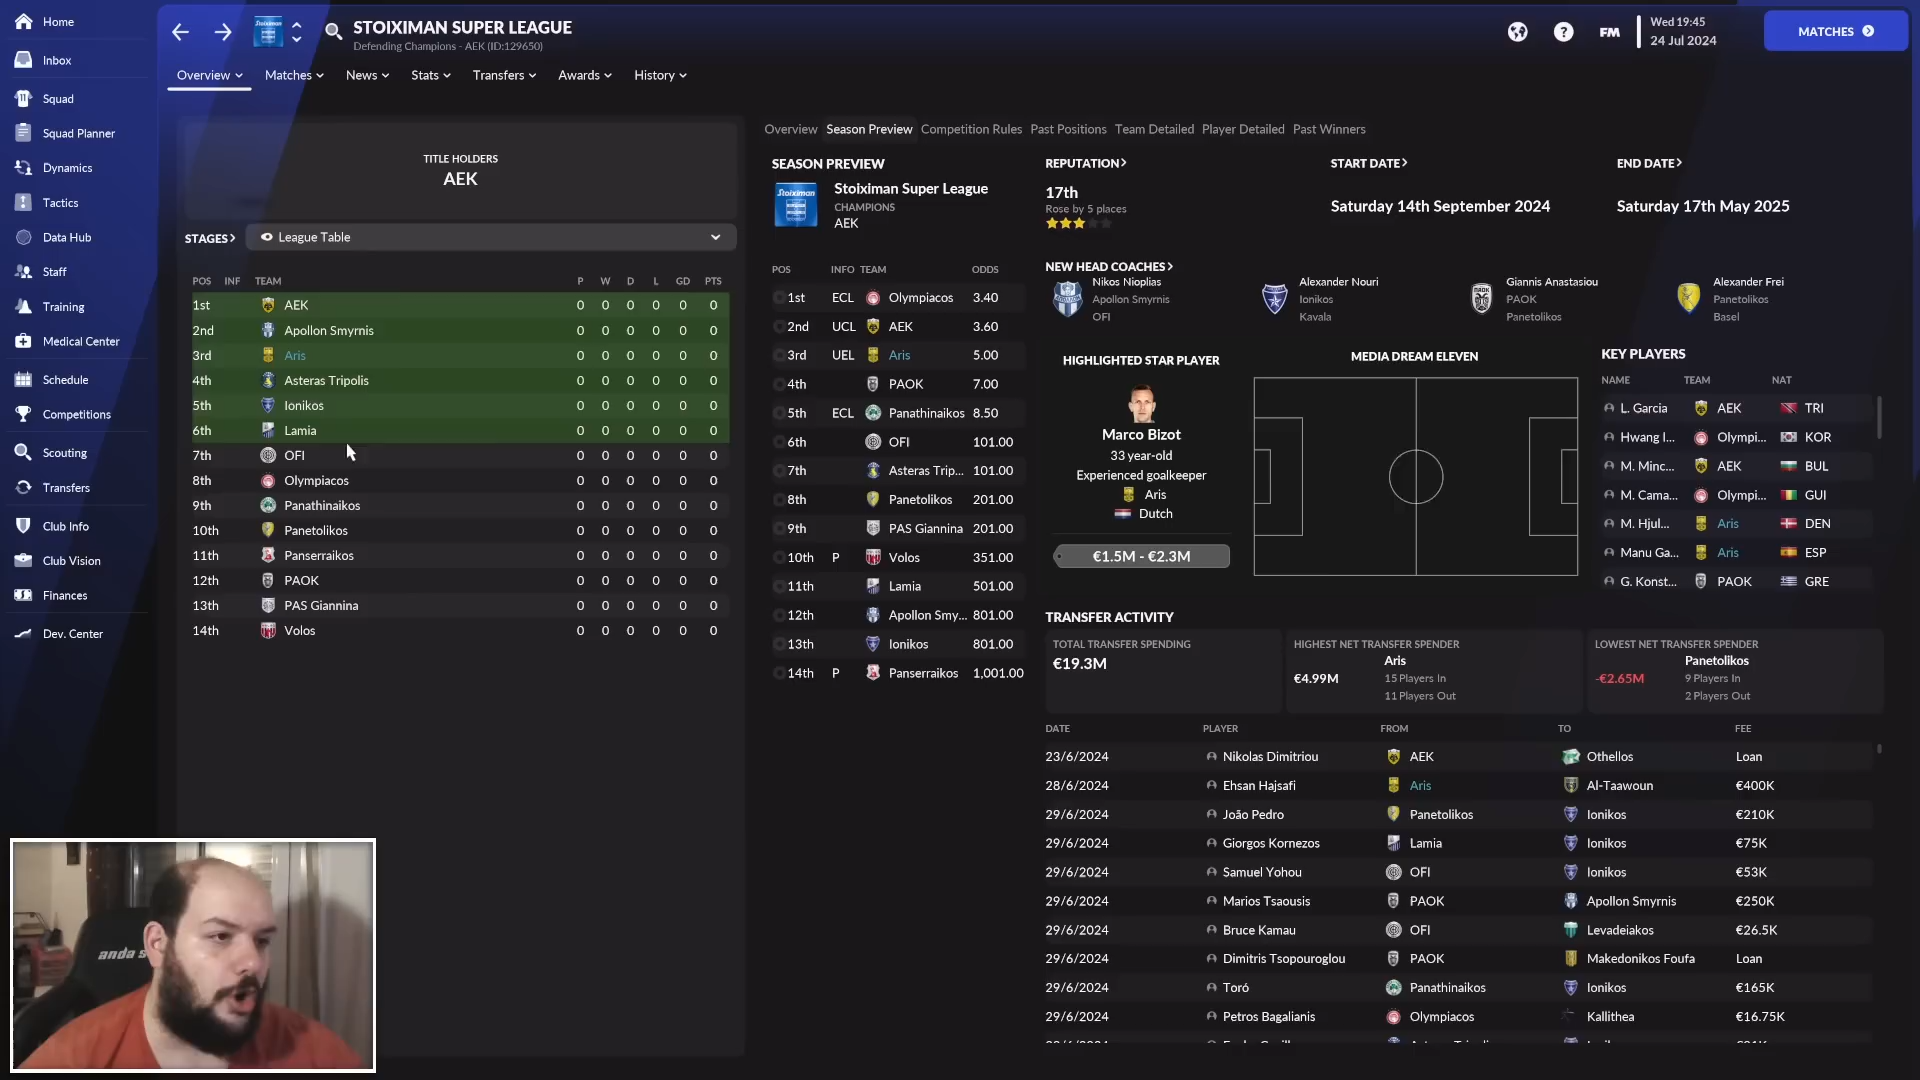 Home
Inbox
Squad
Squad Planner
Dynamics
Tactics
Data Hub
Staff
Training
Medical Center
Schedule
Competitions
Scouting
Transfers
Club Info
Club Vision
Finances
Dev. Center
STOIXIMAN SUPER LEAGUE
Defending Champions - AEK (ID:129650)
FM
Wed 19:45
24 Jul 2024
MATCHES
Overview Matches News Stats Transfers Awards History
TITLE HOLDERS
AEK
STAGES> League Table
POS INF TEAM P W D L GD PTS
1st AEK 0 0 0 0 0 0
2nd Apollon Smyrnis 0 0 0 0 0 0
3rd Aris 0 0 0 0 0 0
4th Asteras Tripolis 0 0 0 0 0 0
5th Ionikos 0 0 0 0 0 0
6th Lamia 0 0 0 0 0 0
7th OFI 0 0 0 0 0 0
8th Olympiacos 0 0 0 0 0 0
9th Panathinaikos 0 0 0 0 0 0
10th Panetolikos 0 0 0 0 0 0
11th Panserraikos 0 0 0 0 0 0
12th PAOK 0 0 0 0 0 0
13th PAS Giannina 0 0 0 0 0 0
14th Volos 0 0 0 0 0 0
Overview Season Preview Competition Rules Past Positions Team Detailed Player Detailed Past Winners
SEASON PREVIEW
Stoiximan
Stoiximan Super League
CHAMPIONS
AEK
REPUTATION>
17th
Rose by 5 places
START DATE>
Saturday 14th September 2024
END DATE>
Saturday 17th May 2025
POS INFO TEAM ODDS
1st ECL Olympiacos 3.40
2nd UCL AEK 3.60
3rd UEL Aris 5.00
4th PAOK 7.00
5th ECL Panathinaikos 8.50
6th OFI 101.00
7th Asteras Trip... 101.00
8th Panetolikos 201.00
9th PAS Giannina 201.00
10th P Volos 351.00
11th Lamia 501.00
12th Apollon Smy... 801.00
13th Ionikos 801.00
14th P Panserraikos 1,001.00
NEW HEAD COACHES>
Nikos Nioplias
Apollon Smyrnis
OFI
Alexander Nouri
Ionikos
Kavala
Giannis Anastasiou
PAOK
Panetolikos
Alexander Frei
Panetolikos
Basel
HIGHLIGHTED STAR PLAYER
Marco Bizot
33 year-old
Experienced goalkeeper
Aris
Dutch
€1.5M - €2.3M
MEDIA DREAM ELEVEN
KEY PLAYERS
NAME TEAM NAT
L. Garcia AEK TRI
Hwang I... Olympi... KOR
M. Minc... AEK BUL
M. Cama... Olympi... GUI
M. Hjul... Aris DEN
Manu Ga... Aris ESP
G. Konst... PAOK GRE
TRANSFER ACTIVITY
TOTAL TRANSFER SPENDING
€19.3M
HIGHEST NET TRANSFER SPENDER
Aris
€4.99M 15 Players In
11 Players Out
LOWEST NET TRANSFER SPENDER
Panetolikos
-€2.65M 9 Players In
2 Players Out
DATE PLAYER FROM TO FEE
23/6/2024 Nikolas Dimitriou AEK Othellos Loan
28/6/2024 Ehsan Hajsafi Aris Al-Taawoun €400K
29/6/2024 João Pedro Panetolikos Ionikos €210K
29/6/2024 Giorgos Kornezos Lamia Ionikos €75K
29/6/2024 Samuel Yohou OFI Ionikos €53K
29/6/2024 Marios Tsaousis PAOK Apollon Smyrnis €250K
29/6/2024 Bruce Kamau OFI Levadeiakos €26.5K
29/6/2024 Dimitris Tsopouroglou PAOK Makedonikos Foufa Loan
29/6/2024 Toró Panathinaikos Ionikos €165K
29/6/2024 Petros Bagalianis Olympiacos Kallithea €16.75K
anda s